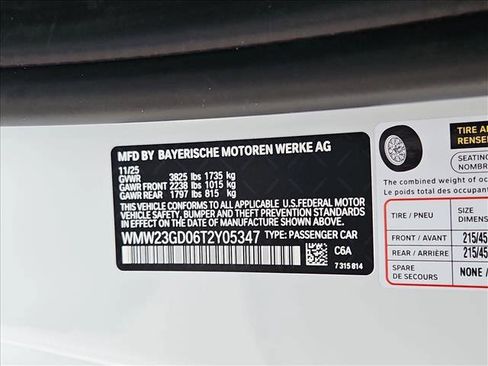 MFD BY BAYERISCHE MOTOREN WERKE AG
11/25
GVWR 3825 lbs 1735 kg
GAWR FRONT 2238 lbs 1015 kg
GAWR REAR 1797 lbs 815 kg
THIS VEHICLE CONFORMS TO ALL APPLICABLE U.S.FEDERAL MOTOR
VEHICLE SAFETY, BUMPER, AND THEFT PREVENTION STANDARDS
IN EFFECT ON THE DATE OF MANUFACTURE SHOWN ABOVE.
WMW23GD06T2Y05347 TYPE: PASSENGER CAR
C6A
7 315 814
TIRE
RENSE
SEATING
NOMBR
The combined weight of oc
Le poids total des occupant
TIRE / PNEU SIZE
DIMENS
FRONT / AVANT 215/45
REAR / ARRIÈRE 215/45
SPARE
DE SECOURS NONE /